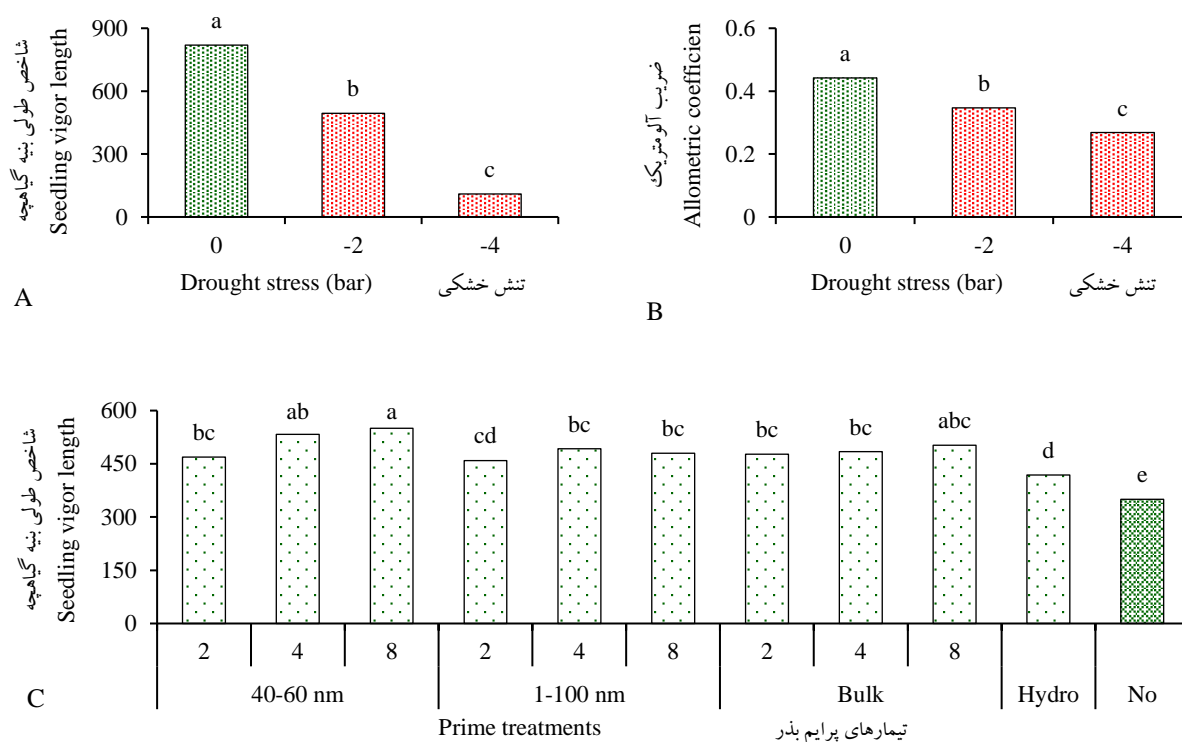 شاخص طولی بنیه گیاهچه
Seedling vigor length
900
600
300
0
a
b
c
0 -2 -4
Drought stress (bar) تنش خشکی
A
ضریب آلومتریک
Allometric coefficien
0.6
0.4
0.2
0
a
b
c
0 -2 -4
Drought stress (bar) تنش خشکی
B
شاخص طولی بنیه گیاهچه
Seedling vigor length
600
450
300
150
0
bc ab a cd bc bc bc bc abc d e
2 4 8 2 4 8 2 4 8
40-60 nm 1-100 nm Bulk Hydro No
Prime treatments تیمارهای پرایم بذر
C